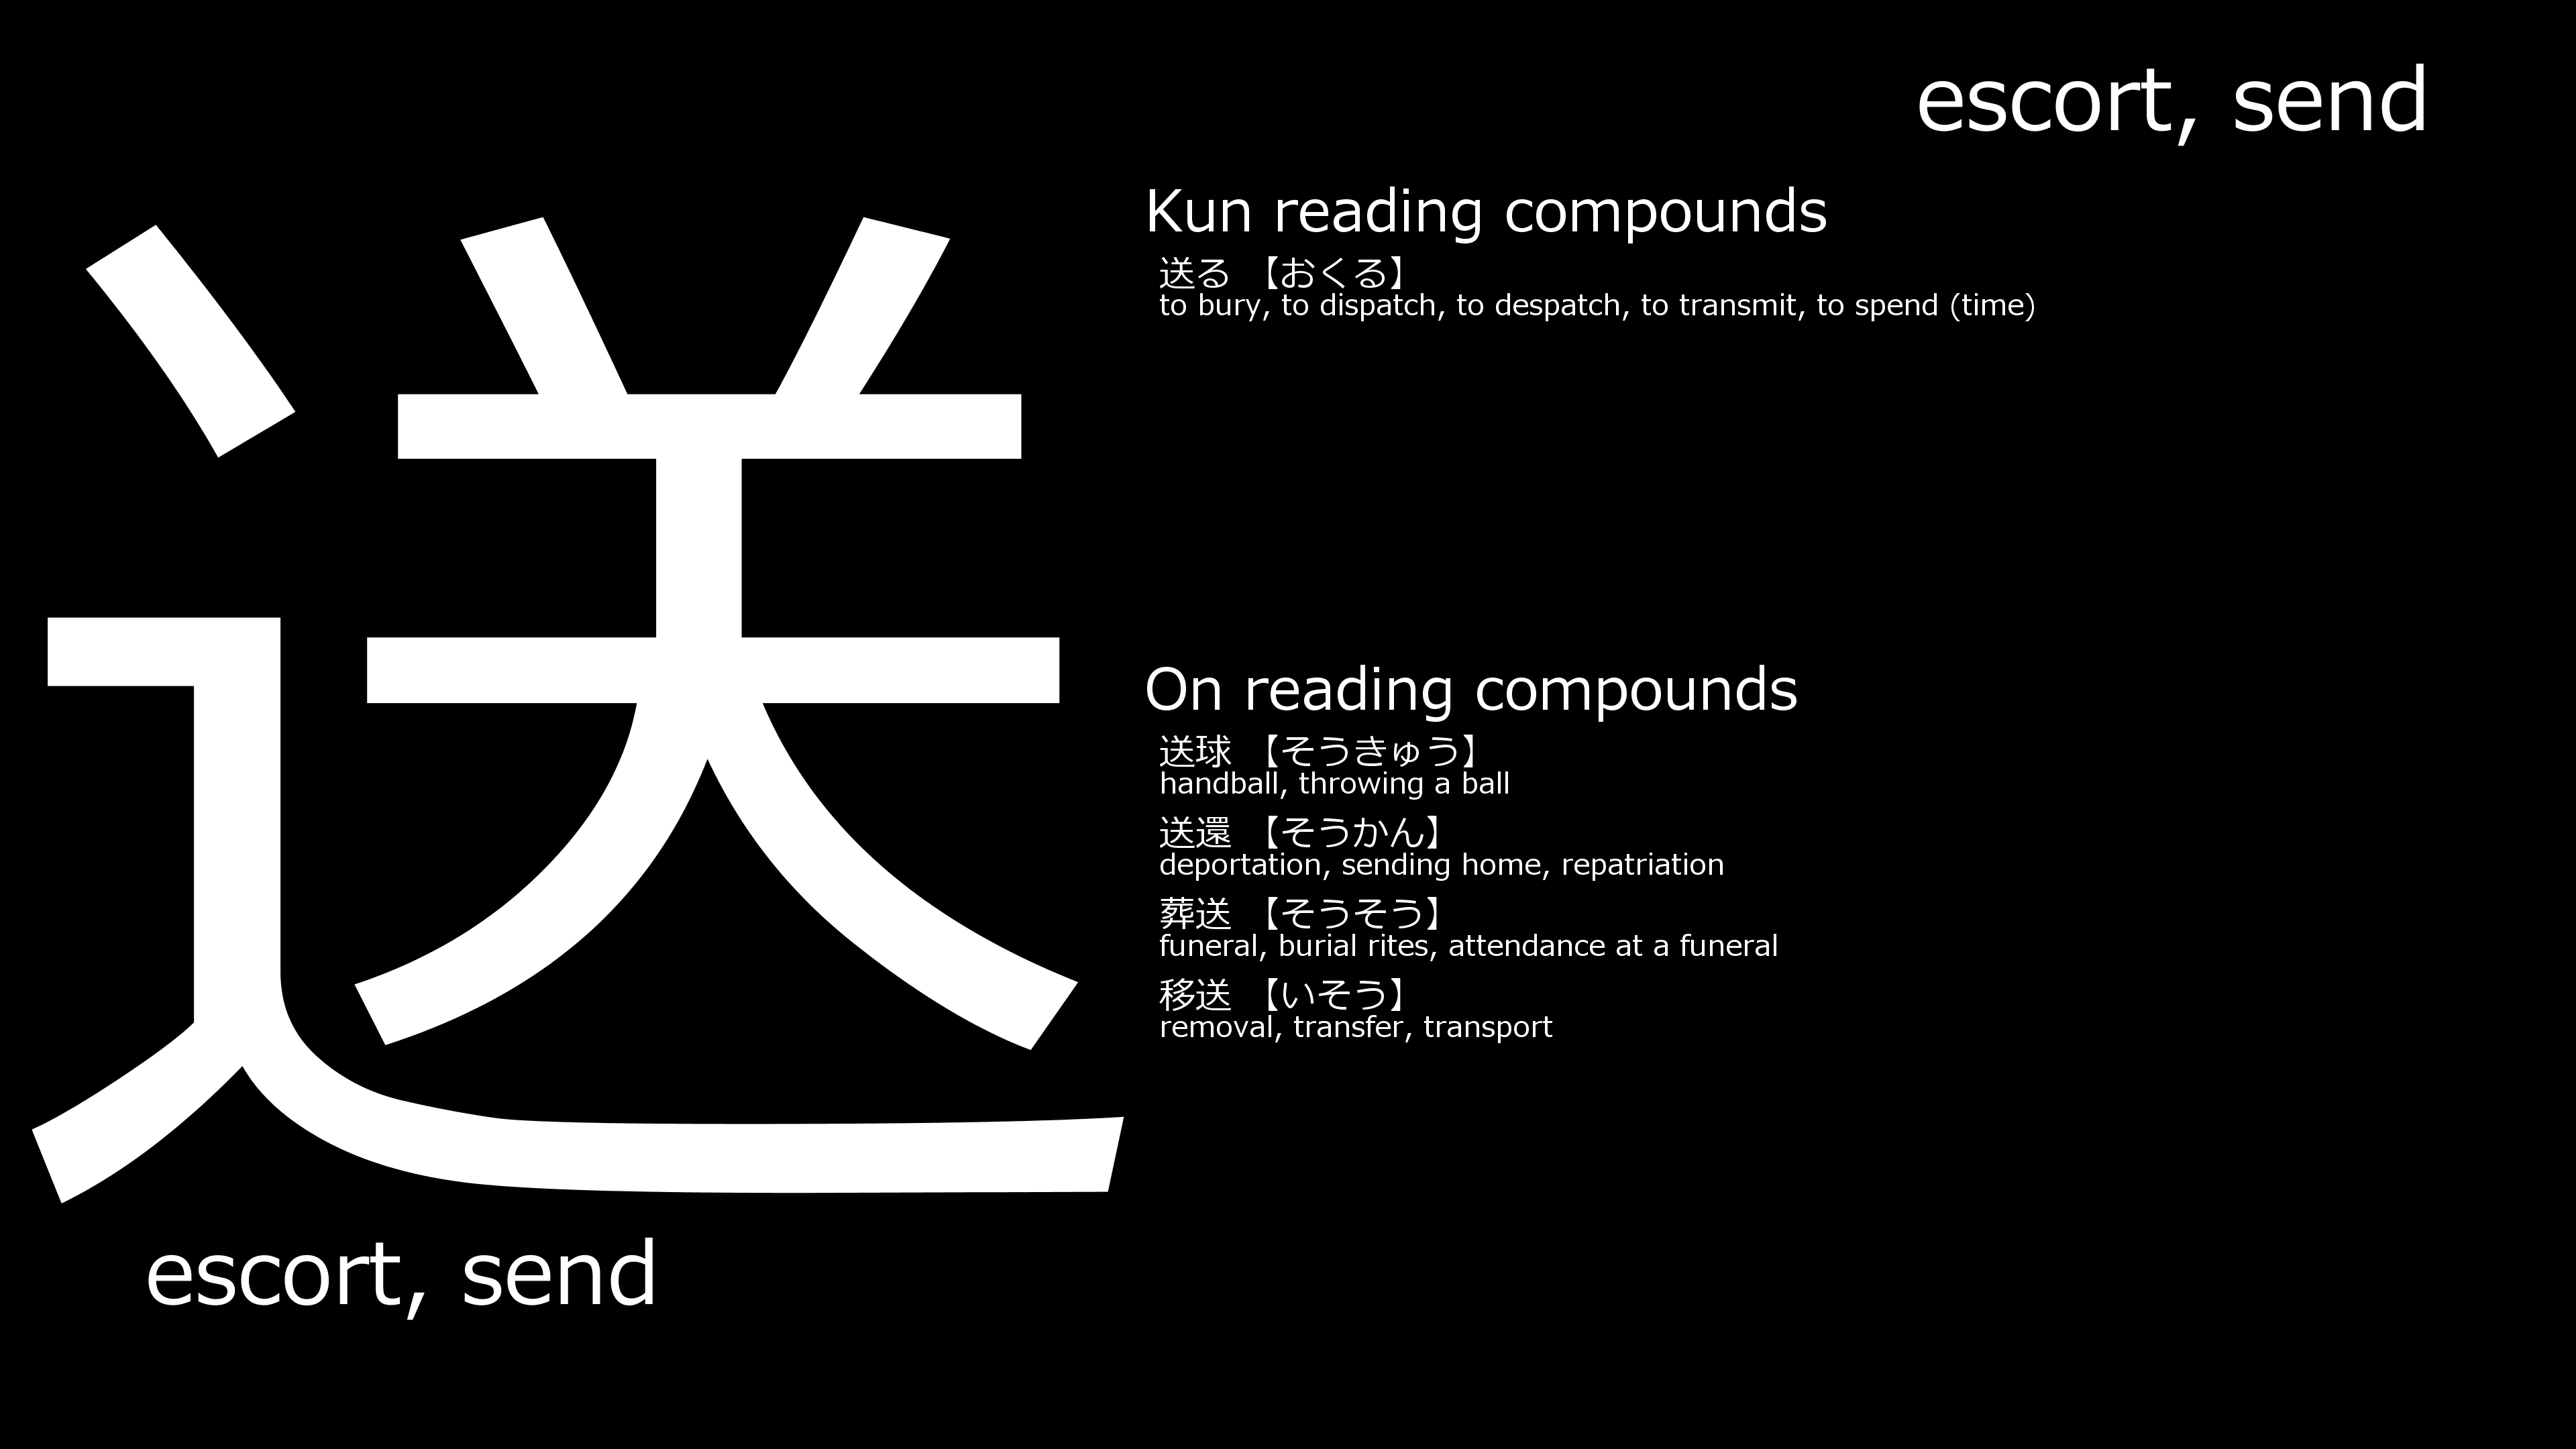 escort, send
送
escort, send
Kun reading compounds
送る 【おくる】
to bury, to dispatch, to despatch, to transmit, to spend (time)
On reading compounds
送球 【そうきゅう】
handball, throwing a ball
送還 【そうかん】
deportation, sending home, repatriation
葬送 【そうそう】
funeral, burial rites, attendance at a funeral
移送 【いそう】
removal, transfer, transport